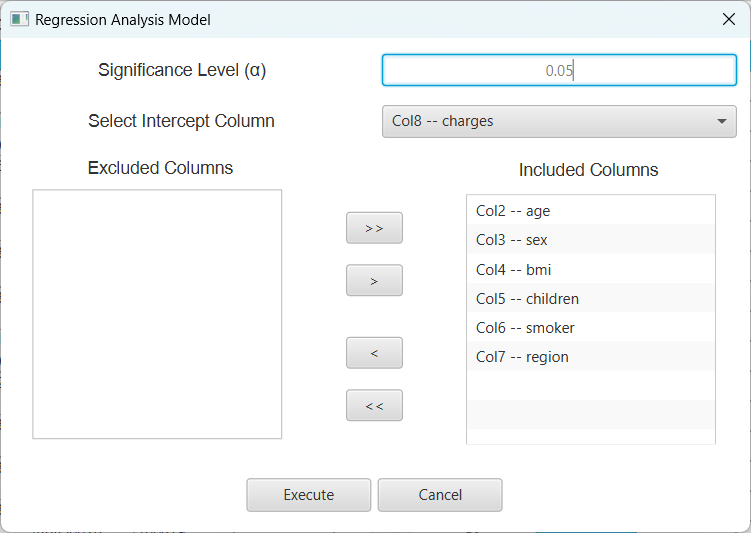 Regression Analysis Model
Significance Level (α)
0.05
Select Intercept Column
Col8 -- charges
Excluded Columns
Included Columns
Col2 -- age
Col3 -- sex
Col4 -- bmi
Col5 -- children
Col6 -- smoker
Col7 -- region
>>
>
<
<<
Execute
Cancel